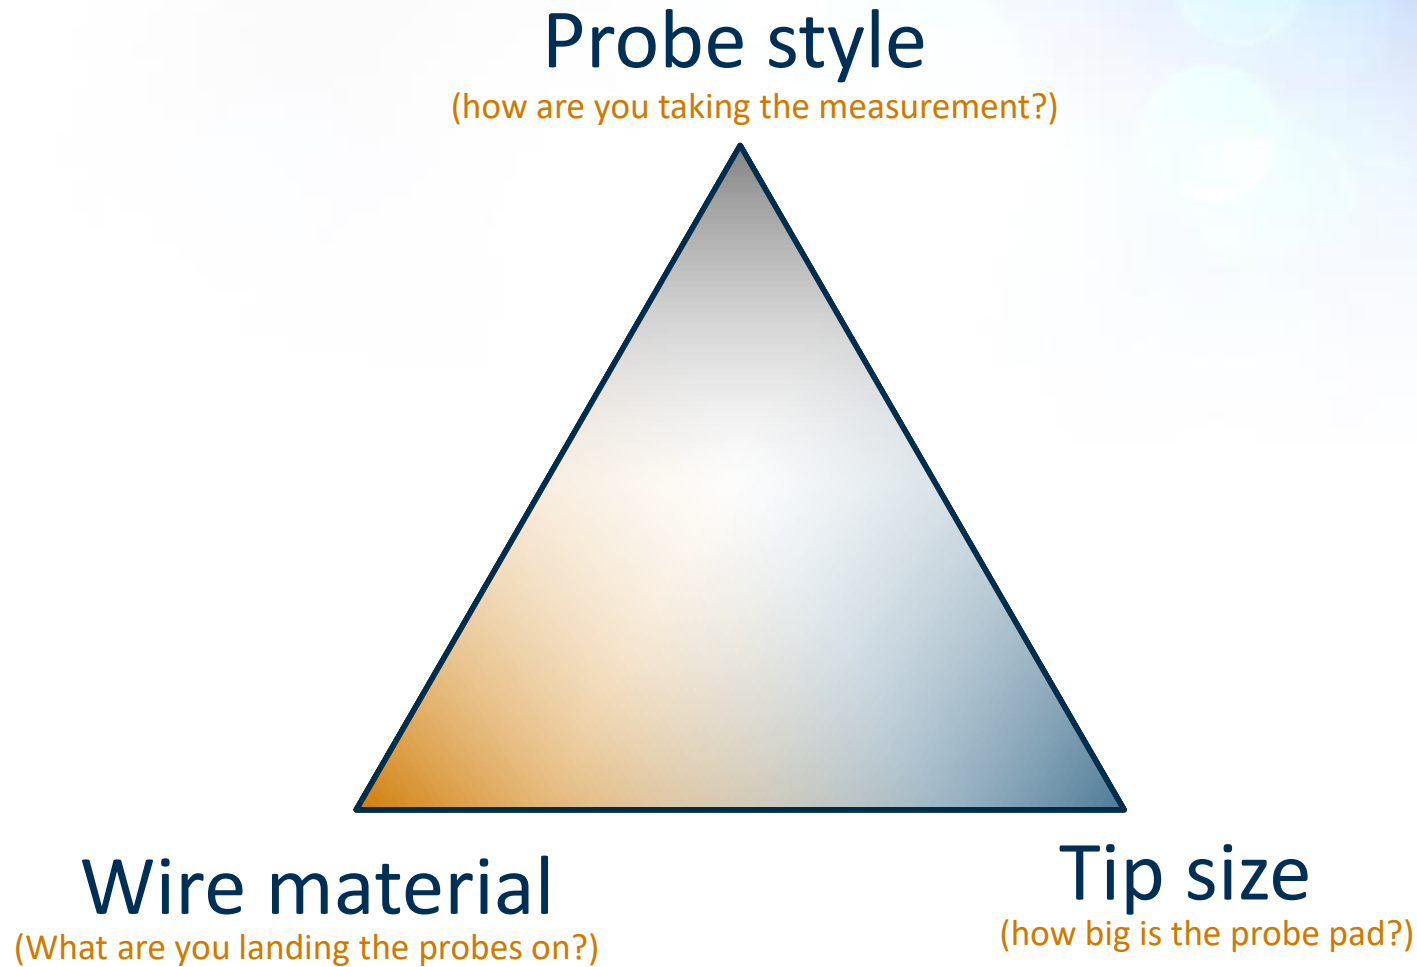 Probe style
(how are you taking the measurement?)
Wire material
(What are you landing the probes on?)
Tip size
(how big is the probe pad?)